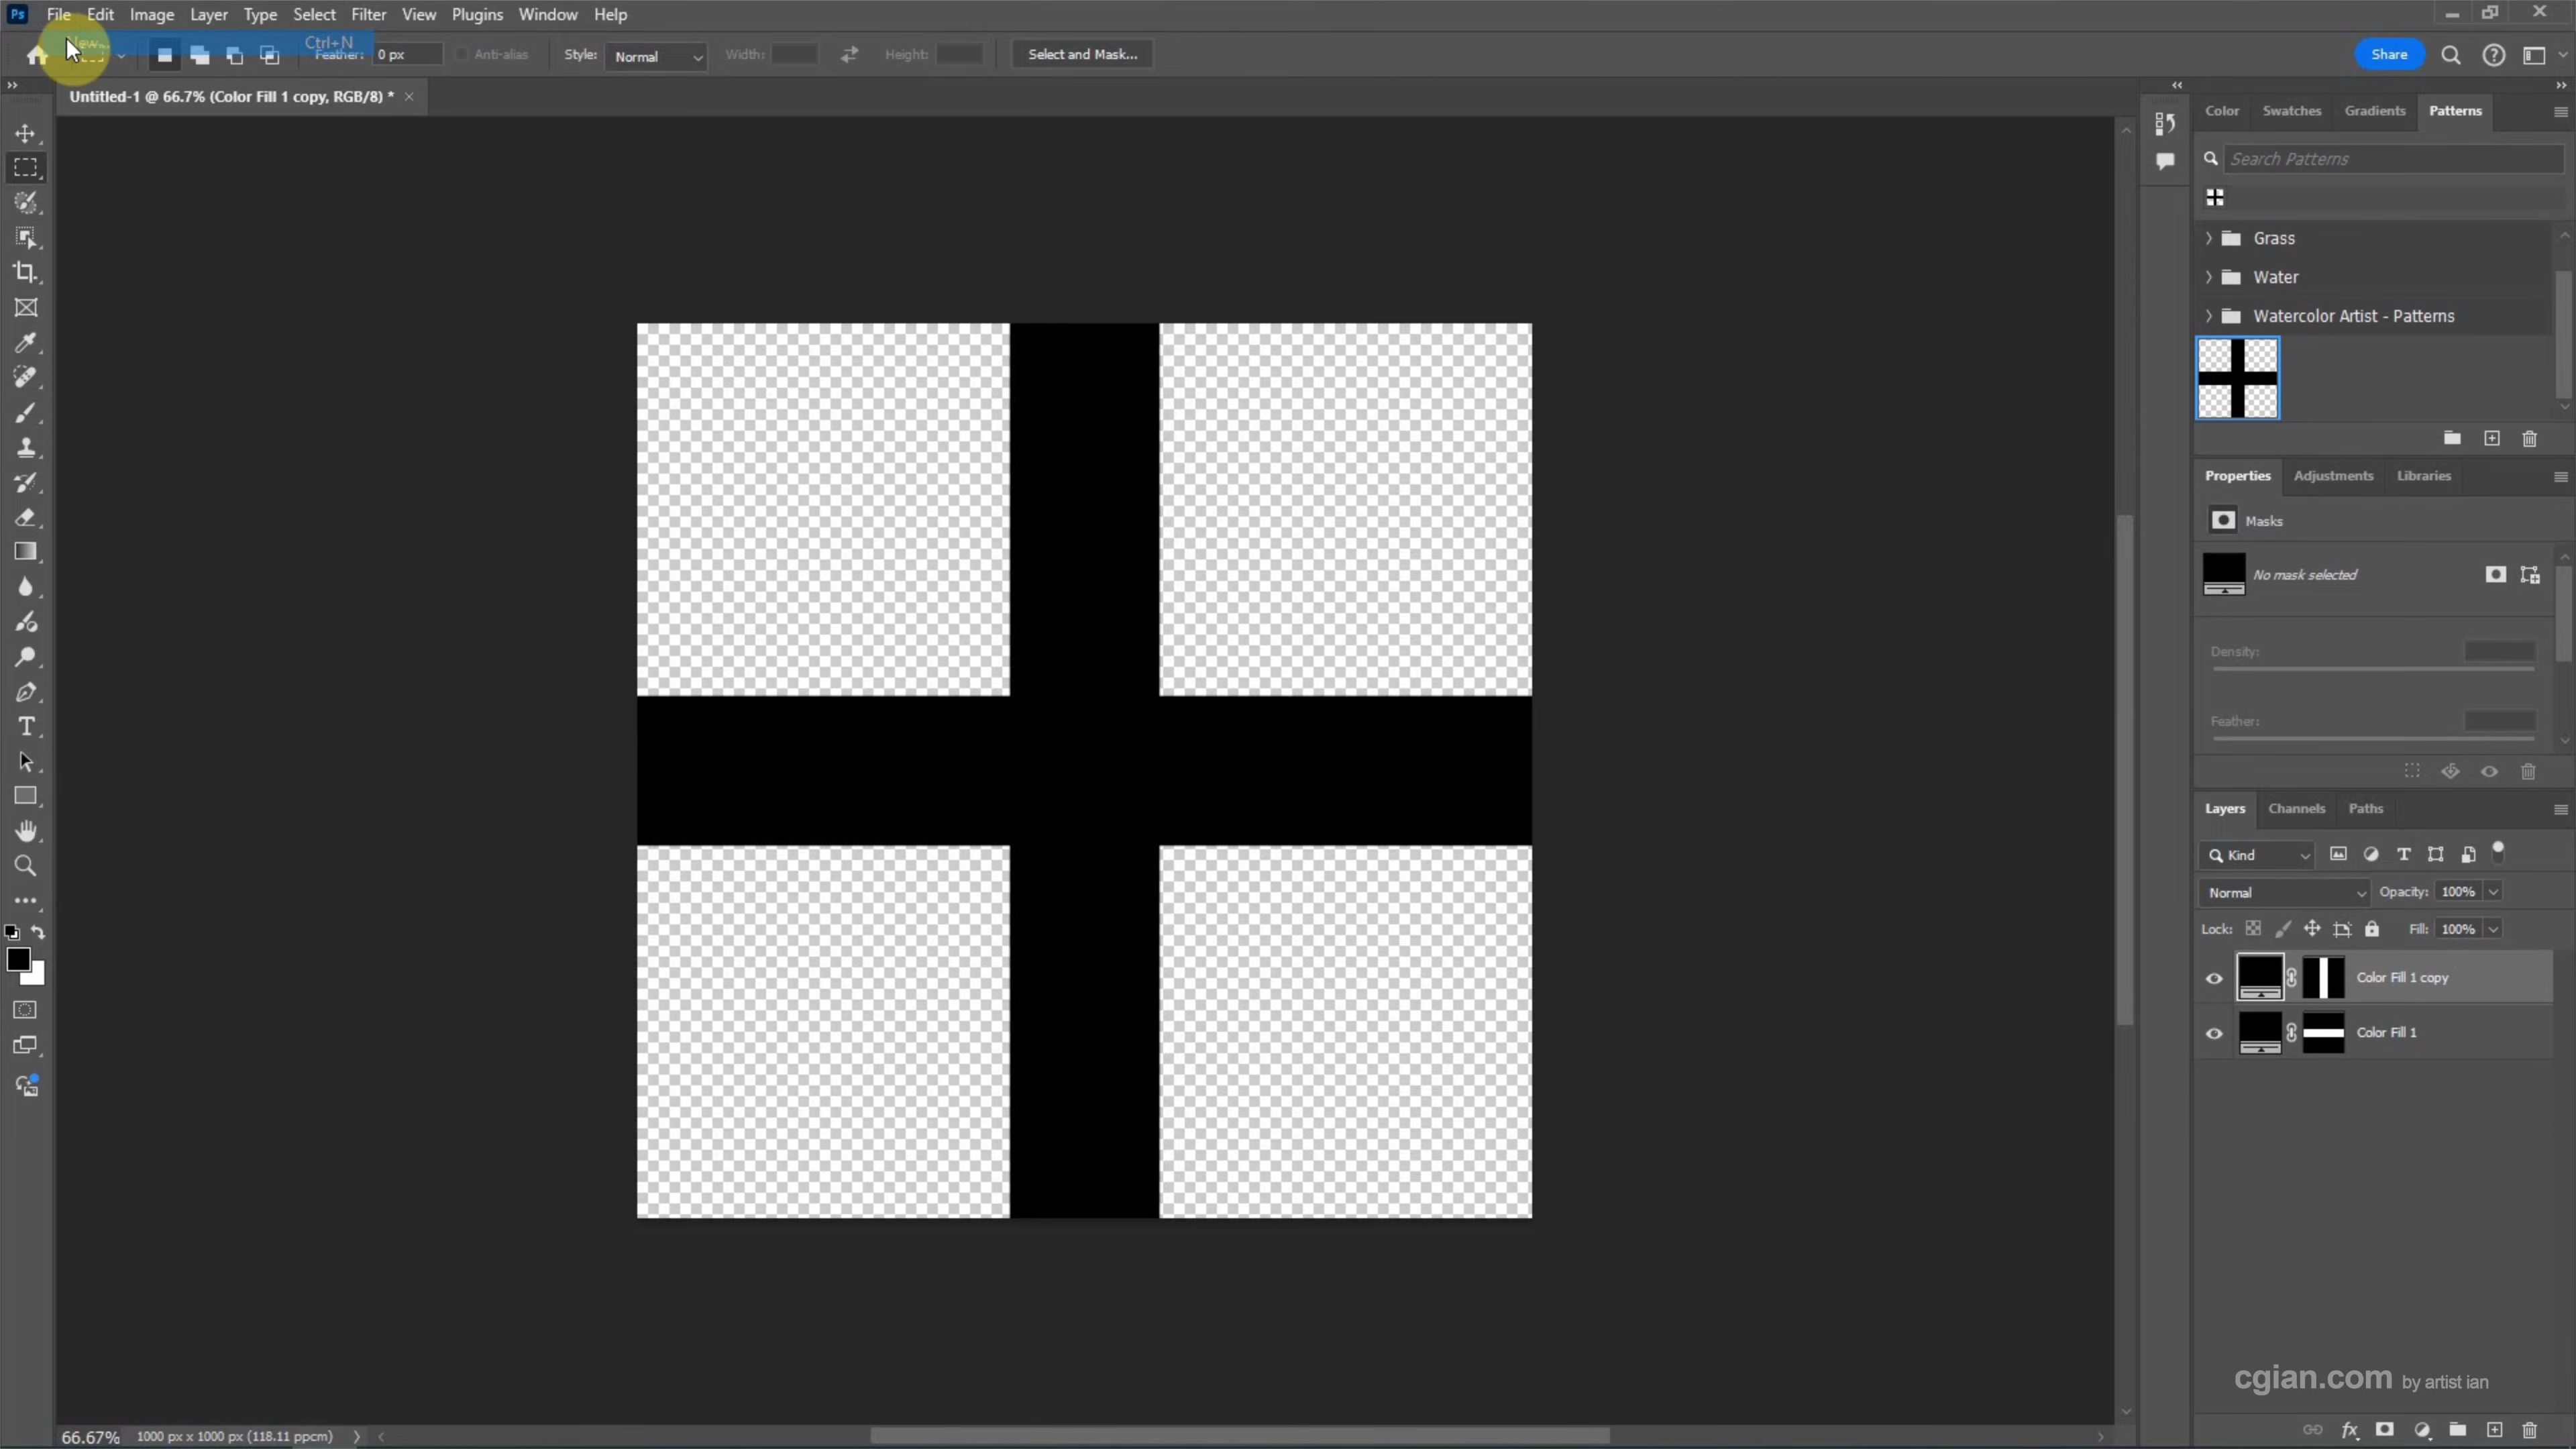 Ps File Edit Image Layer Type Select Filter View Plugins Window Help
New... Ctrl+N
Feather: 0 px Anti-alias Style: Normal Width: Height: Select and Mask... Share
Untitled-1 @ 66.7% (Color Fill 1 copy, RGB/8) *
Color Swatches Gradients Patterns
Search Patterns
Grass
Water
Watercolor Artist - Patterns
Properties Adjustments Libraries
Masks
No mask selected
Density:
Feather:
Layers Channels Paths
Kind
Normal Opacity: 100%
Lock: Fill: 100%
Color Fill 1 copy
Color Fill 1
cgian.com by artist ian
66.67% 1000 px x 1000 px (118.11 ppcm)